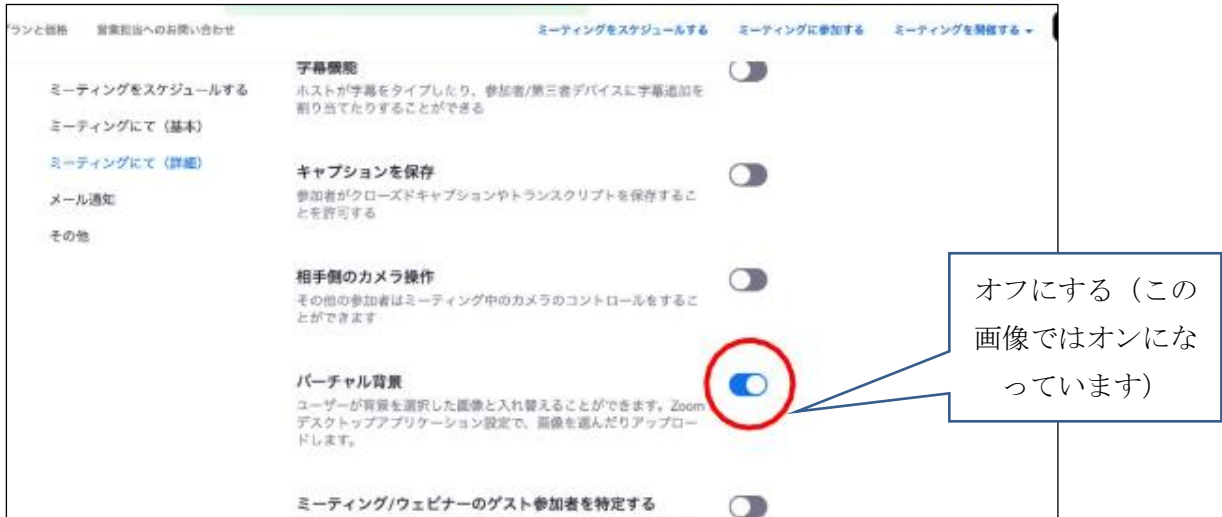 ランと価格 営業担当へのお問い合わせ ミーティングをスケジュールする ミーティングに参加する ミーティングを開催する
ミーティングをスケジュールする
ミーティングにて（基本）
ミーティングにて（詳細）
メール通知
その他
字幕機能
ホストが字幕をタイプしたり、参加者/第三者デバイスに字幕追加を
割り当てたりすることができる
キャプションを保存
参加者がクローズドキャプションやトランスクリプトを保存するこ
とを許可する
相手側のカメラ操作
その他の参加者はミーティング中のカメラのコントロールをするこ
とができます
バーチャル背景
ユーザーが背景を選択した画像と入れ替えることができます。Zoom
デスクトップアプリケーション設定で、画像を選んだりアップロー
ドします。
ミーティング/ウェビナーのゲスト参加者を特定する
オフにする（この
画像ではオンにな
っています）